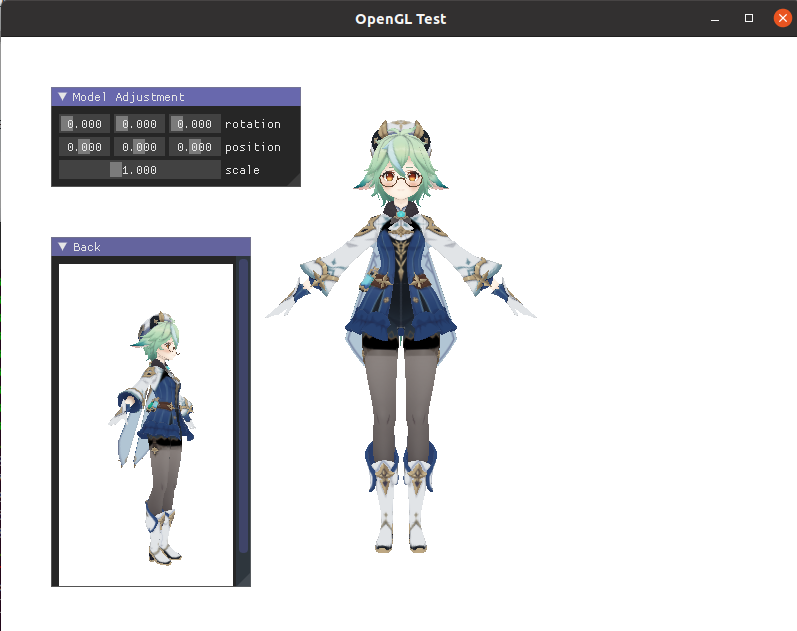 OpenGL Test
Model Adjustment
0.000 0.000 0.000 rotation
0.000 0.000 0.000 position
1.000 scale
Back